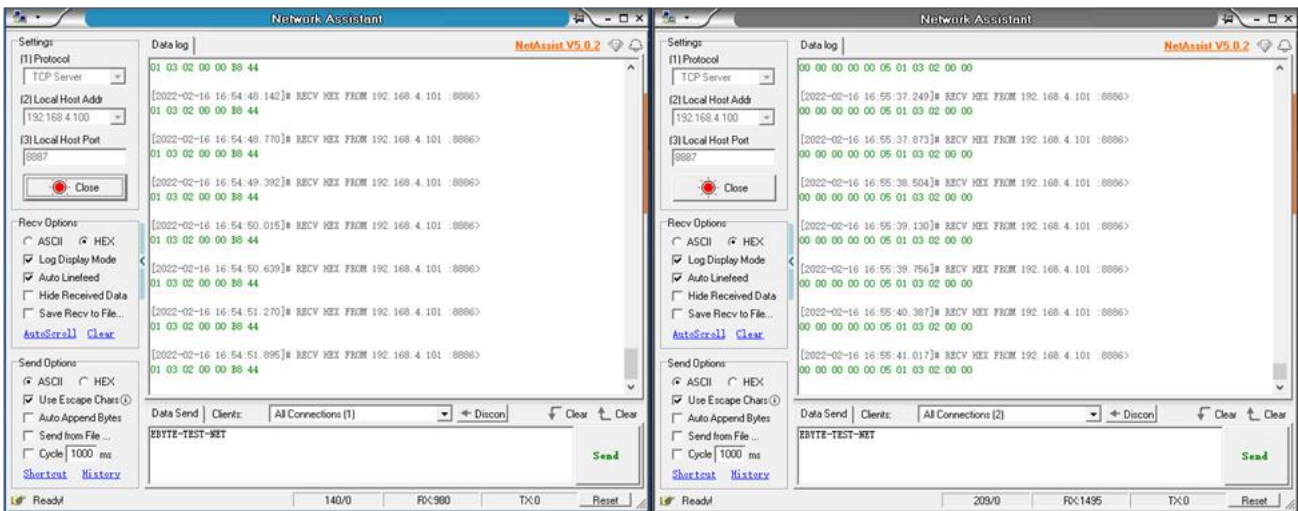 Network Assistant
Settings
(1) Protocol
TCP Server
(2) Local Host Addr
192.168.4.100
(3) Local Host Port
8887
Close
Recv Options
ASCII HEX
Log Display Mode
Auto Linefeed
Hide Received Data
Save Recv to File...
AutoScroll Clear
Send Options
ASCII HEX
Use Escape Chars
Auto Append Bytes
Send from File ...
Cycle 1000 ms
Shortcut History
Data log
NetAssist V5.0.2
01 03 02 00 00 B8 44
[2022-02-16 16:54:48.142]# RECV HEX FROM 192.168.4.101 :8886>
01 03 02 00 00 B8 44
[2022-02-16 16:54:48.770]# RECV HEX FROM 192.168.4.101 :8886>
01 03 02 00 00 B8 44
[2022-02-16 16:54:49.392]# RECV HEX FROM 192.168.4.101 :8886>
01 03 02 00 00 B8 44
[2022-02-16 16:54:50.015]# RECV HEX FROM 192.168.4.101 :8886>
01 03 02 00 00 B8 44
[2022-02-16 16:54:50.639]# RECV HEX FROM 192.168.4.101 :8886>
01 03 02 00 00 B8 44
[2022-02-16 16:54:51.270]# RECV HEX FROM 192.168.4.101 :8886>
01 03 02 00 00 B8 44
[2022-02-16 16:54:51.895]# RECV HEX FROM 192.168.4.101 :8886>
01 03 02 00 00 B8 44
Data Send Clients: All Connections (1) Discon Clear Clear
EBYTE-TEST-NET
Send
Ready! 140/0 RX:980 TX:0 Reset
Network Assistant
Settings
(1) Protocol
TCP Server
(2) Local Host Addr
192.168.4.100
(3) Local Host Port
8887
Close
Recv Options
ASCII HEX
Log Display Mode
Auto Linefeed
Hide Received Data
Save Recv to File...
AutoScroll Clear
Send Options
ASCII HEX
Use Escape Chars
Auto Append Bytes
Send from File ...
Cycle 1000 ms
Shortcut History
Data log
NetAssist V5.0.2
00 00 00 00 00 05 01 03 02 00 00
[2022-02-16 16:55:37.249]# RECV HEX FROM 192.168.4.101 :8886>
00 00 00 00 00 05 01 03 02 00 00
[2022-02-16 16:55:37.873]# RECV HEX FROM 192.168.4.101 :8886>
00 00 00 00 00 05 01 03 02 00 00
[2022-02-16 16:55:38.504]# RECV HEX FROM 192.168.4.101 :8886>
00 00 00 00 00 05 01 03 02 00 00
[2022-02-16 16:55:39.130]# RECV HEX FROM 192.168.4.101 :8886>
00 00 00 00 00 05 01 03 02 00 00
[2022-02-16 16:55:39.756]# RECV HEX FROM 192.168.4.101 :8886>
00 00 00 00 00 05 01 03 02 00 00
[2022-02-16 16:55:40.387]# RECV HEX FROM 192.168.4.101 :8886>
00 00 00 00 00 05 01 03 02 00 00
[2022-02-16 16:55:41.017]# RECV HEX FROM 192.168.4.101 :8886>
00 00 00 00 00 05 01 03 02 00 00
Data Send Clients: All Connections (2) Discon Clear Clear
EBYTE-TEST-NET
Send
Ready! 209/0 RX:1495 TX:0 Reset